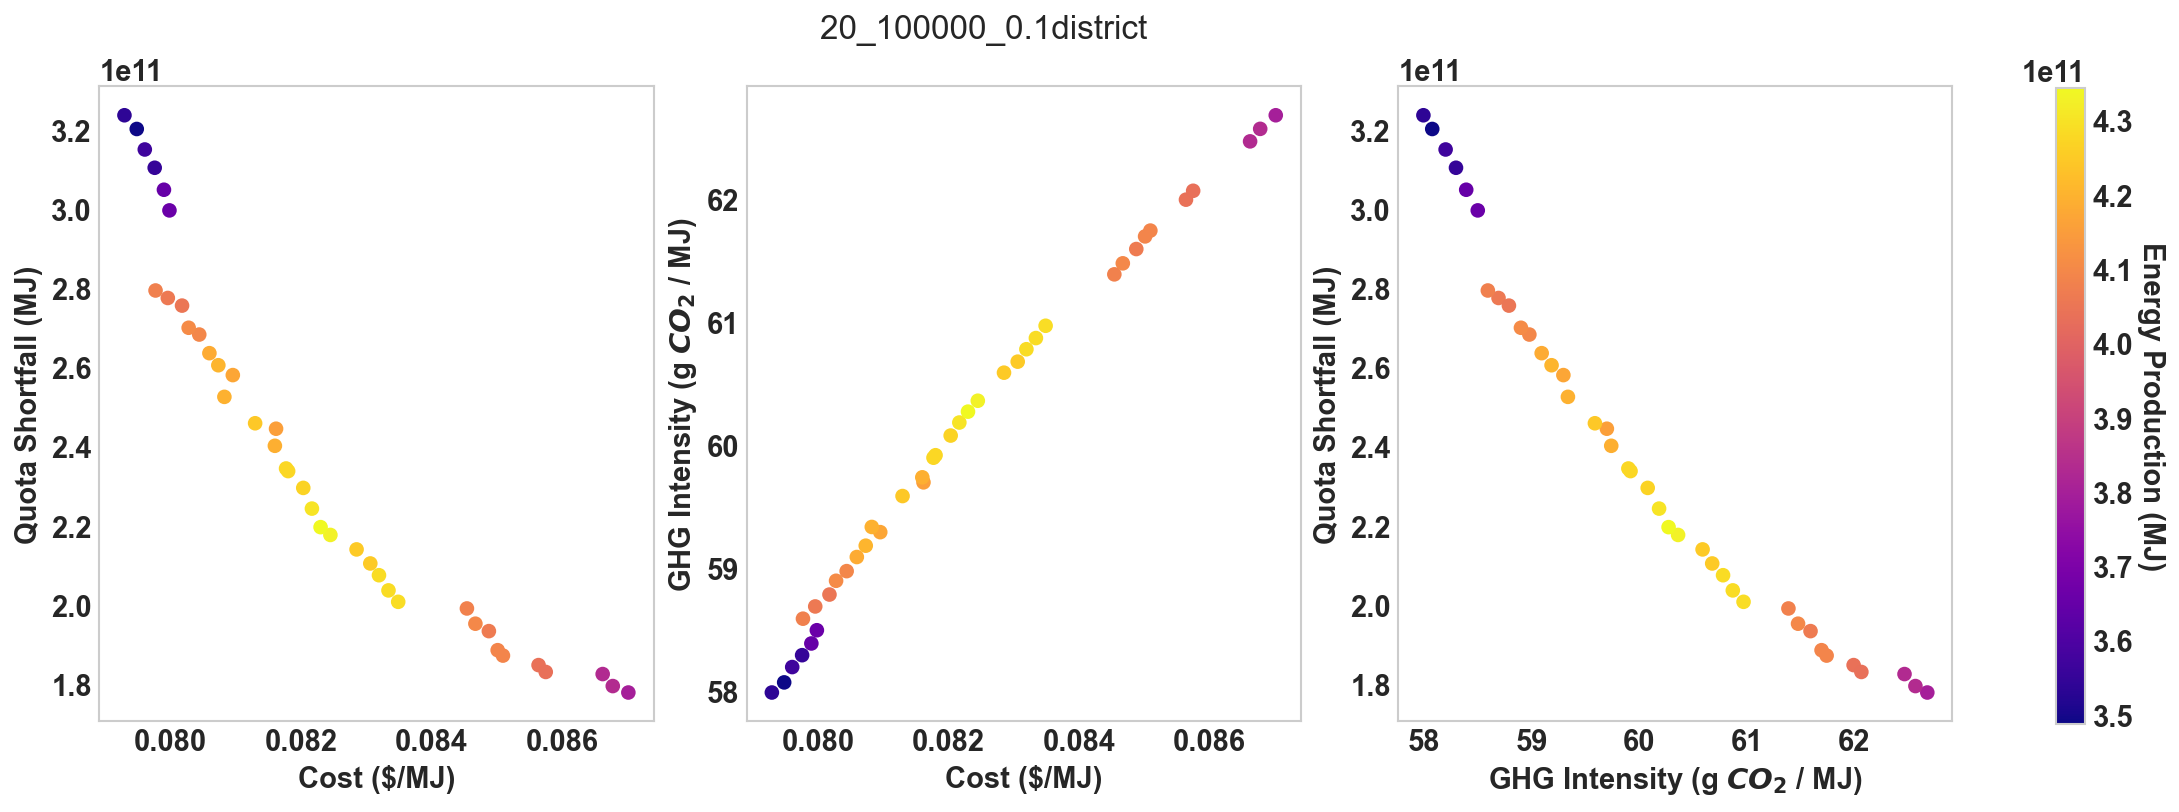 20_100000_0.1district
1e11
3.2
3.0
2.8
2.6
2.4
2.2
2.0
1.8
Quota Shortfall (MJ)
0.080 0.082 0.084 0.086
Cost ($/MJ)
62
61
60
59
58
GHG Intensity (g CO₂ / MJ)
0.080 0.082 0.084 0.086
Cost ($/MJ)
1e11
3.2
3.0
2.8
2.6
2.4
2.2
2.0
1.8
Quota Shortfall (MJ)
58 59 60 61 62
GHG Intensity (g CO₂ / MJ)
1e11
4.3
4.2
4.1
4.0
3.9
3.8
3.7
3.6
3.5
Energy Production (MJ)